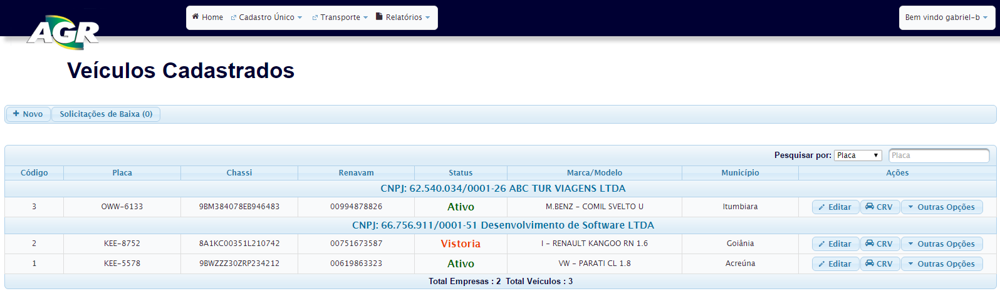 AGR
Home Cadastro Único Transporte Relatórios
Bem vindo gabriel-b
Veículos Cadastrados
Novo Solicitações de Baixa (0)
Pesquisar por: Placa Placa
Código Placa Chassi Renavam Status Marca/Modelo Município Ações
CNPJ: 62.540.034/0001-26 ABC TUR VIAGENS LTDA
3 OWW-6133 9BM384078EB946483 00994878826 Ativo M.BENZ - COMIL SVELTO U Itumbiara Editar CRV Outras Opções
CNPJ: 66.756.911/0001-51 Desenvolvimento de Software LTDA
2 KEE-8752 8A1KC00351L210742 00751673587 Vistoria I - RENAULT KANGOO RN 1.6 Goiânia Editar CRV Outras Opções
1 KEE-5578 9BWZZZ30ZRP234212 00619863323 Ativo VW - PARATI CL 1.8 Acreúna Editar CRV Outras Opções
Total Empresas : 2 Total Veículos : 3